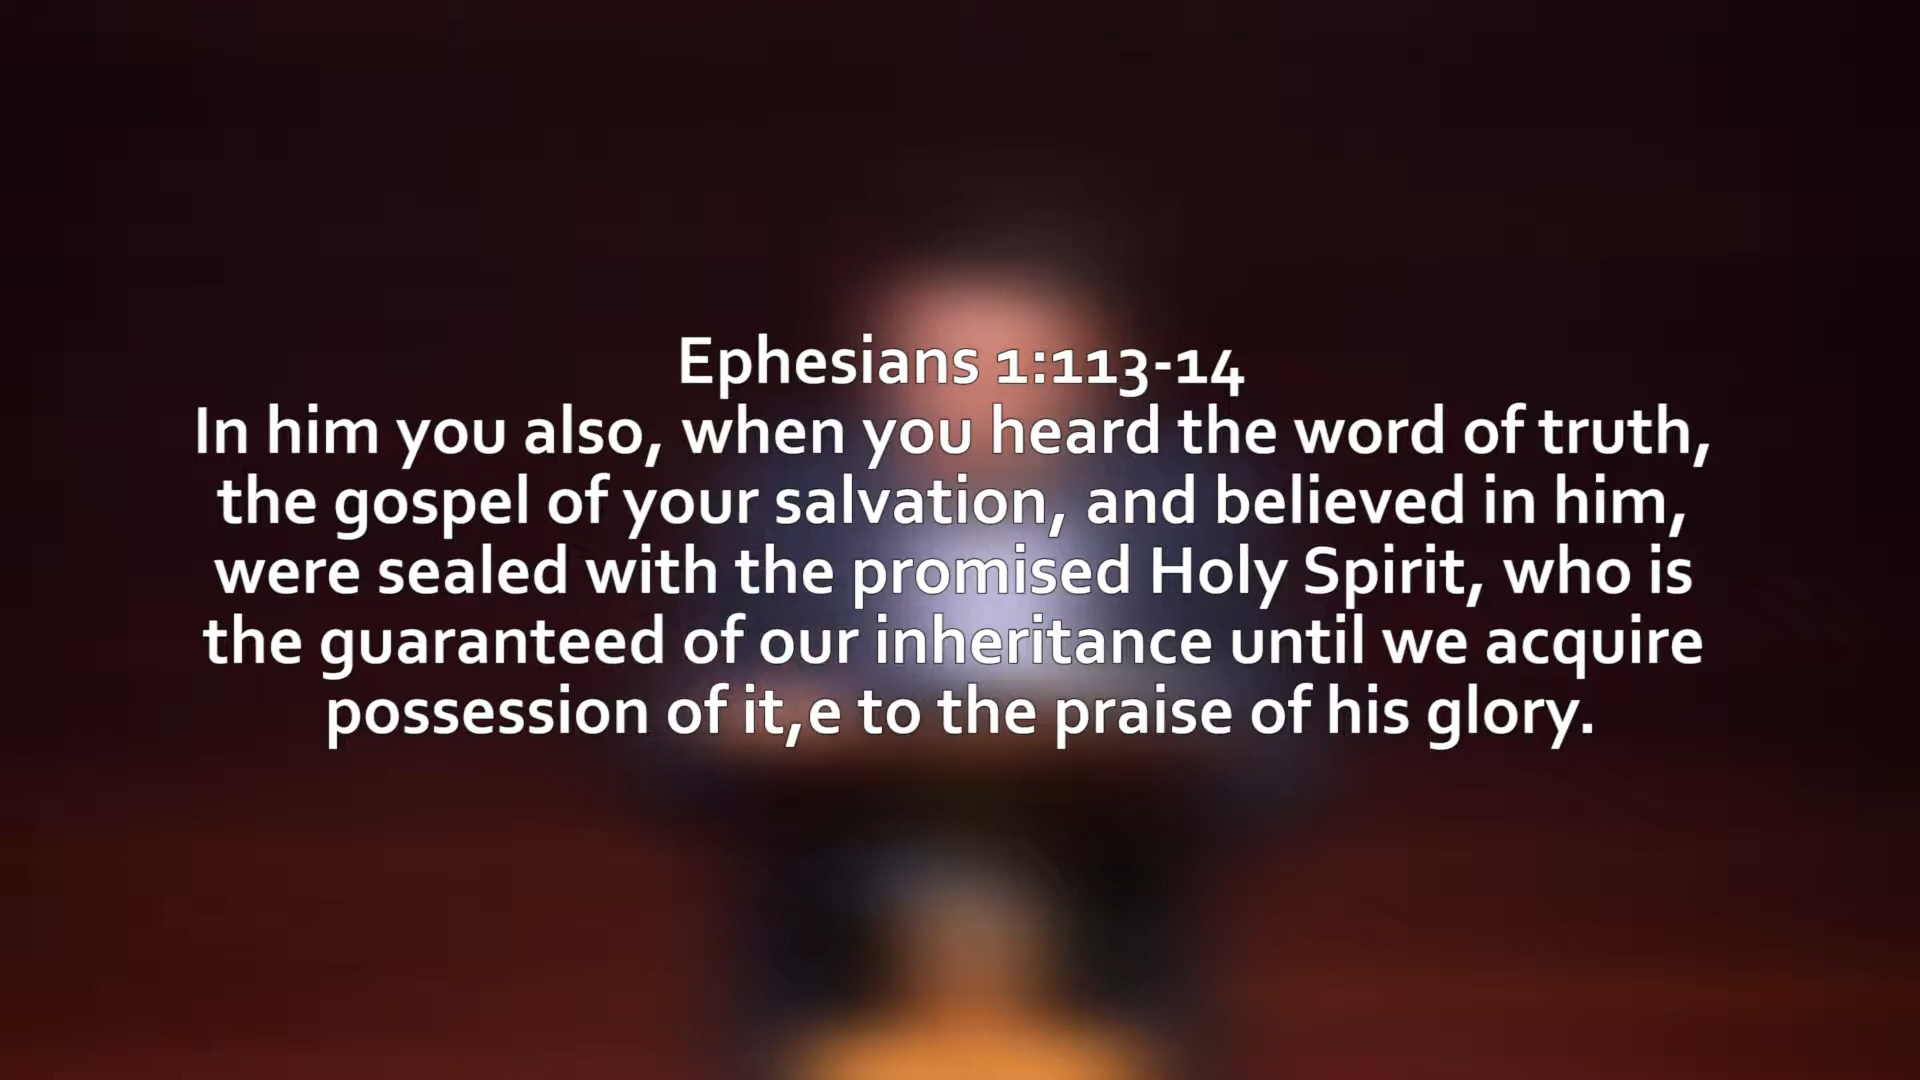 Ephesians 1:113-14
In him you also, when you heard the word of truth,
the gospel of your salvation, and believed in him,
were sealed with the promised Holy Spirit, who is
the guaranteed of our inheritance until we acquire
possession of it,e to the praise of his glory.